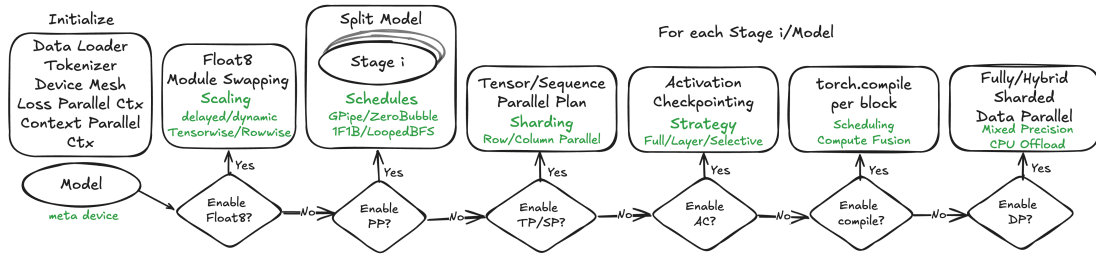 Initialize
Data Loader
Tokenizer
Device Mesh
Loss Parallel Ctx
Context Parallel
Ctx
Model
meta device
Float8
Module Swapping
Scaling
delayed/dynamic
Tensorwise/Rowwise
Yes
Enable
Float8?
No
Split Model
Stage i
Schedules
GPipe/ZeroBubble
1F1B/LoopedBFS
Yes
Enable
PP?
No
For each Stage i/Model
Tensor/Sequence
Parallel Plan
Sharding
Row/Column Parallel
Yes
Enable
TP/SP?
No
Activation
Checkpointing
Strategy
Full/Layer/Selective
Yes
Enable
AC?
No
torch.compile
per block
Scheduling
Compute Fusion
Yes
Enable
compile?
No
Fully/Hybrid
Sharded
Data Parallel
Mixed Precision
CPU Offload
Yes
Enable
DP?